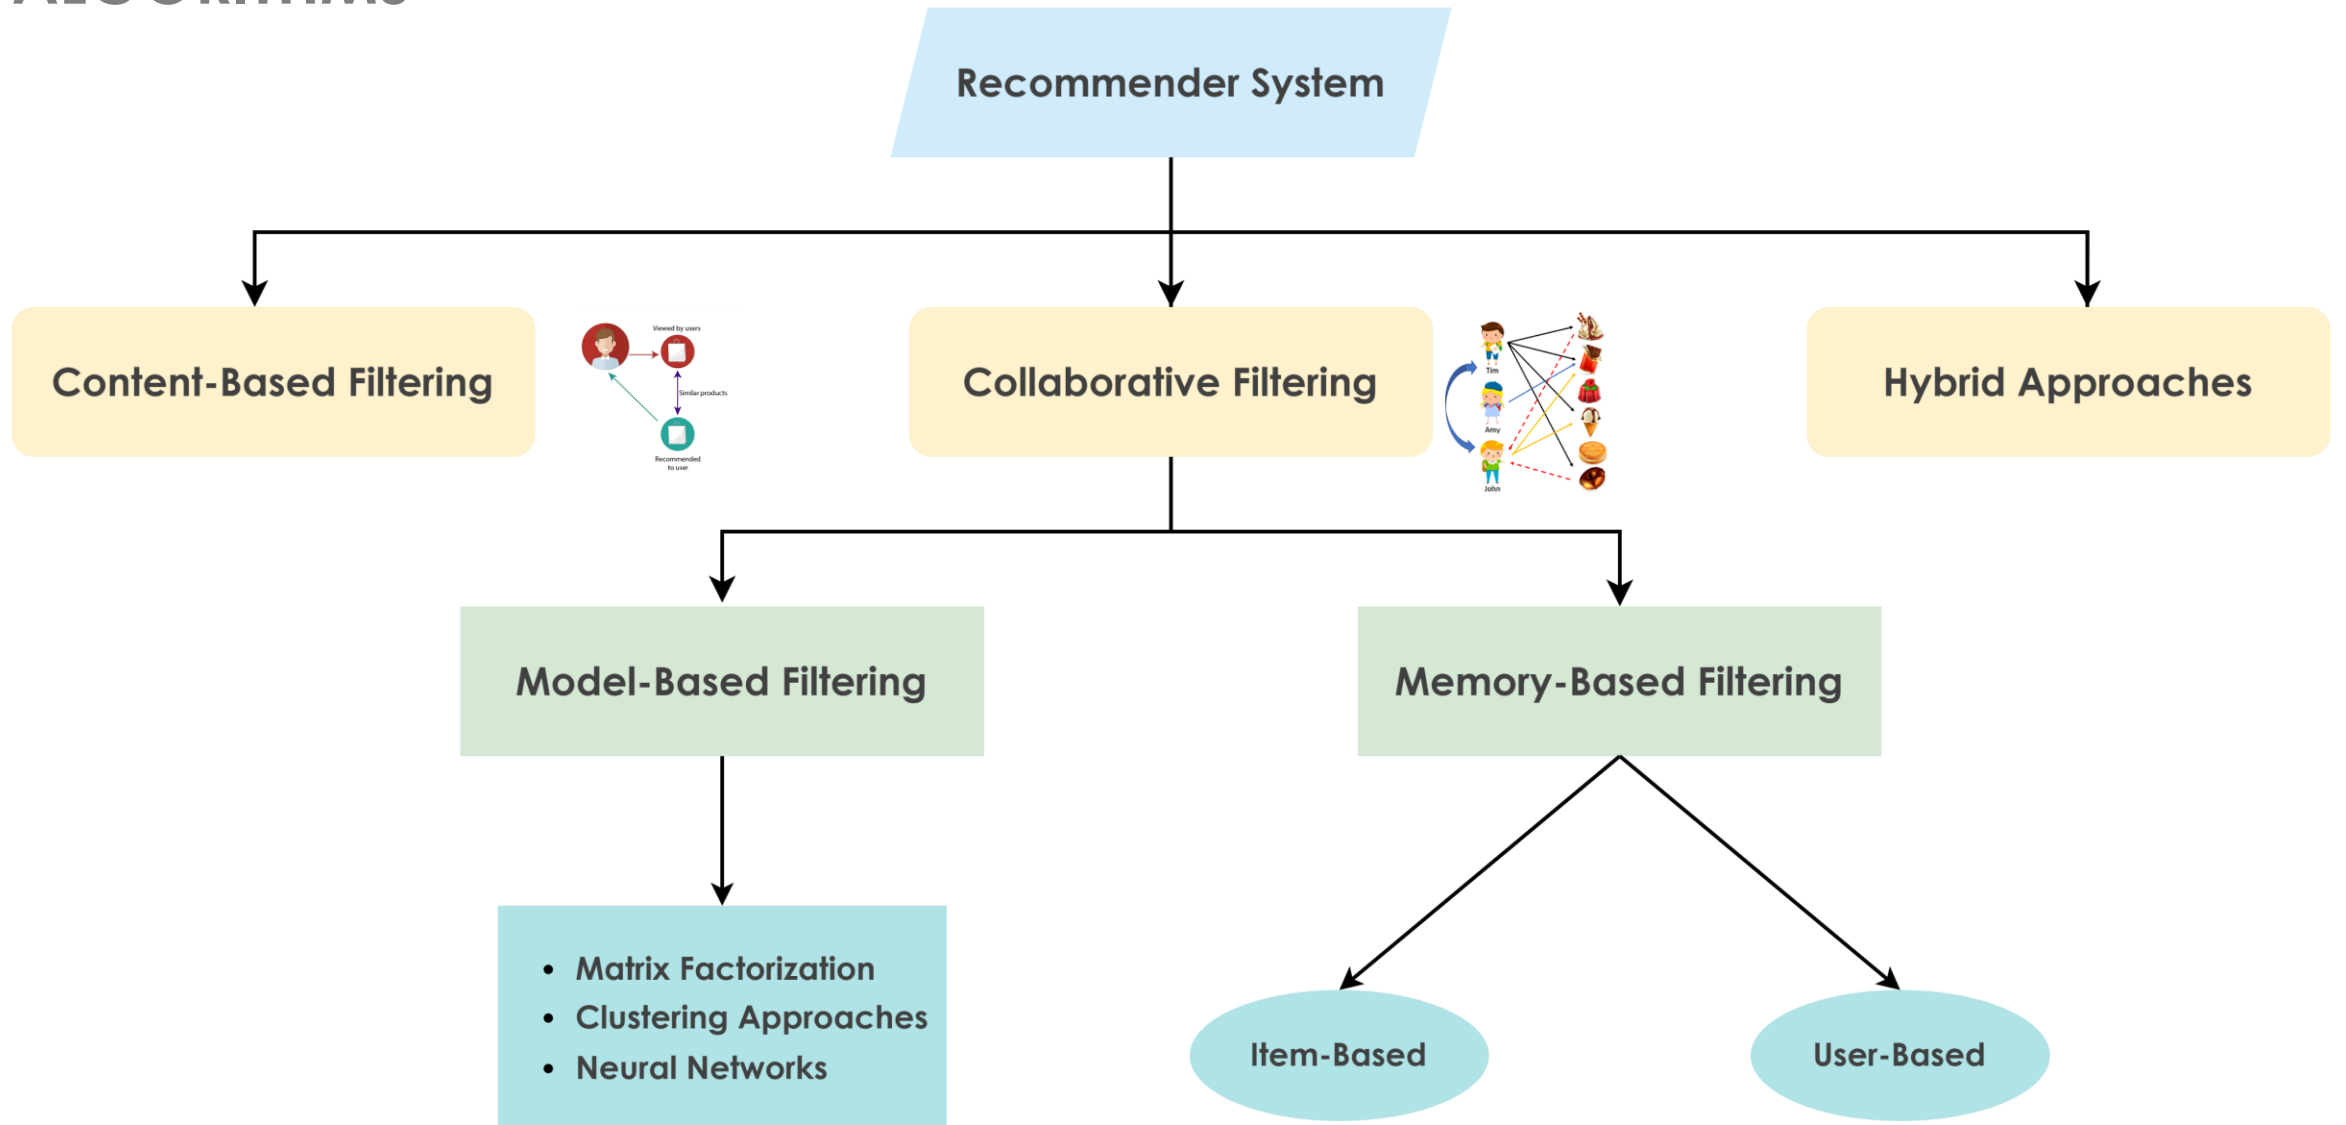 Recommender System
Content-Based Filtering
Viewed by users
Similar products
Recommended
to user
Collaborative Filtering
Tim
Amy
John
Hybrid Approaches
Model-Based Filtering
Memory-Based Filtering
• Matrix Factorization
• Clustering Approaches
• Neural Networks
Item-Based
User-Based